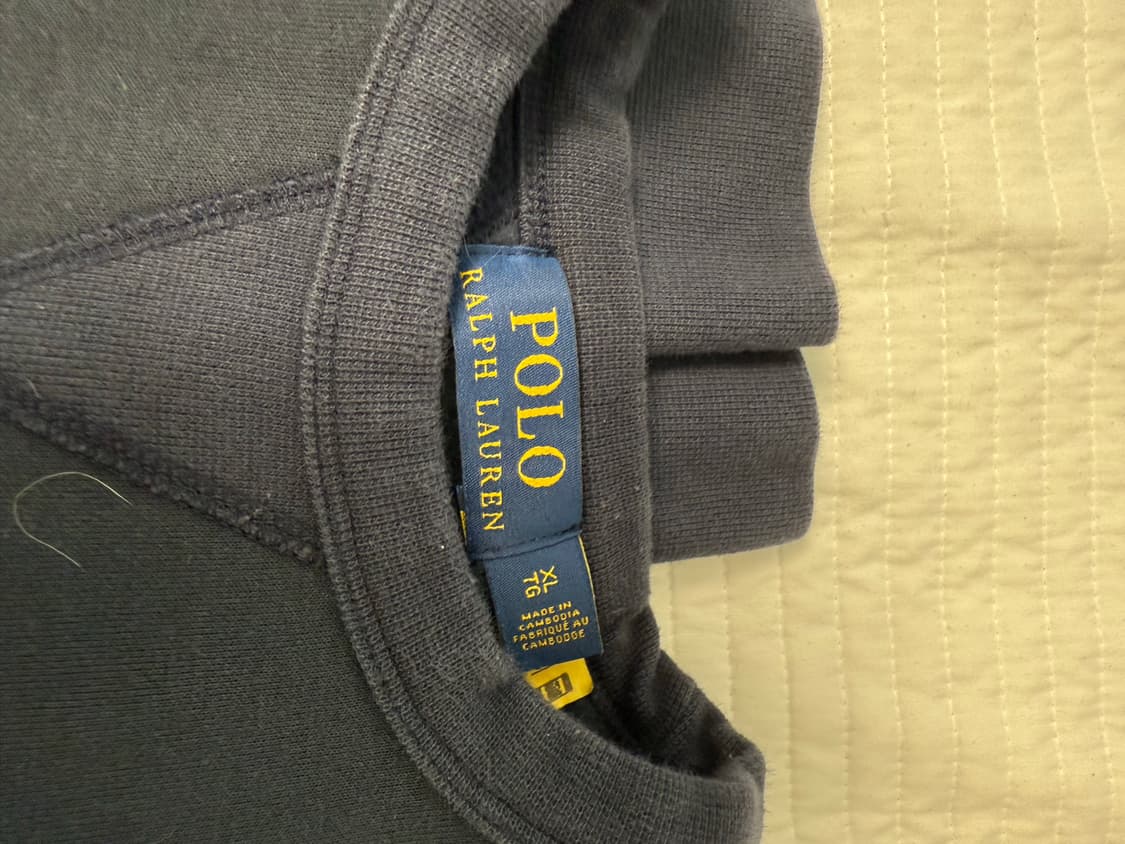 POLO
RALPH LAUREN
XL
TG
MADE IN
CAMBODIA
FABRIQUÉ AU
CAMBODGE